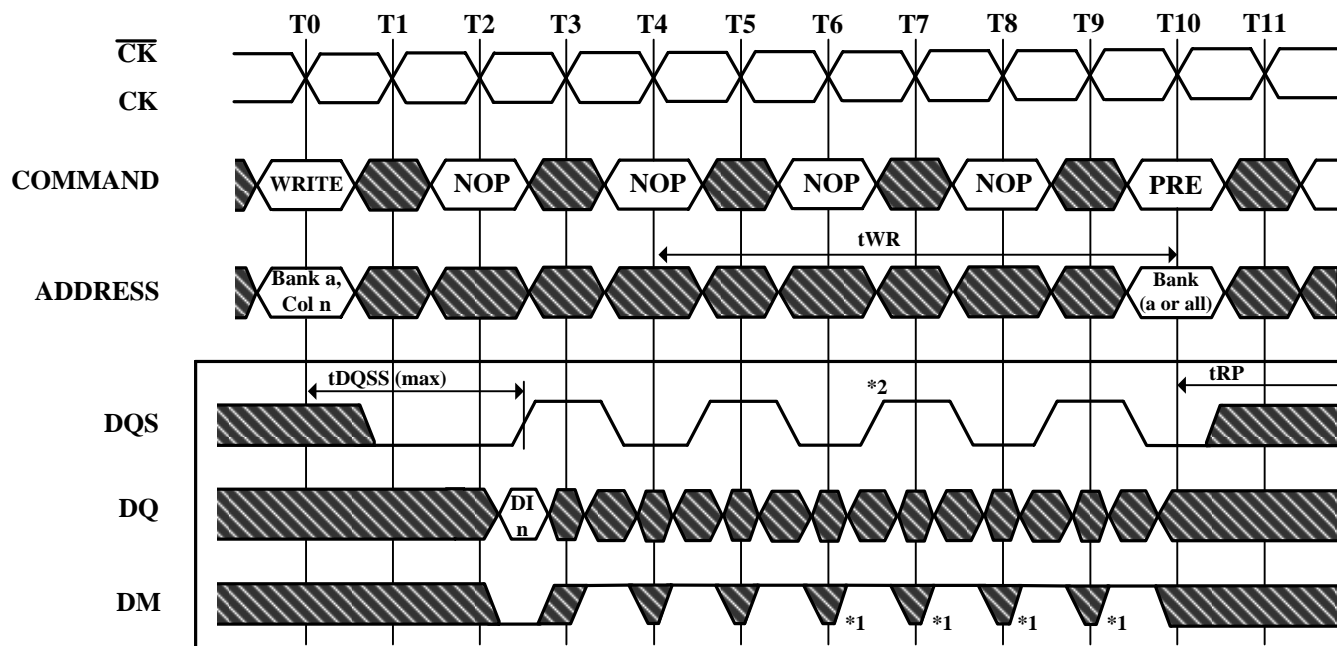 T0 T1 T2 T3 T4 T5 T6 T7 T8 T9 T10 T11
CK
CK
COMMAND
WRITE NOP NOP NOP NOP PRE
tWR
ADDRESS
Bank a,
Col n
Bank
(a or all)
tDQSS (max)
tRP
*2
DQS
DQ
DI
n
DM
*1 *1 *1 *1